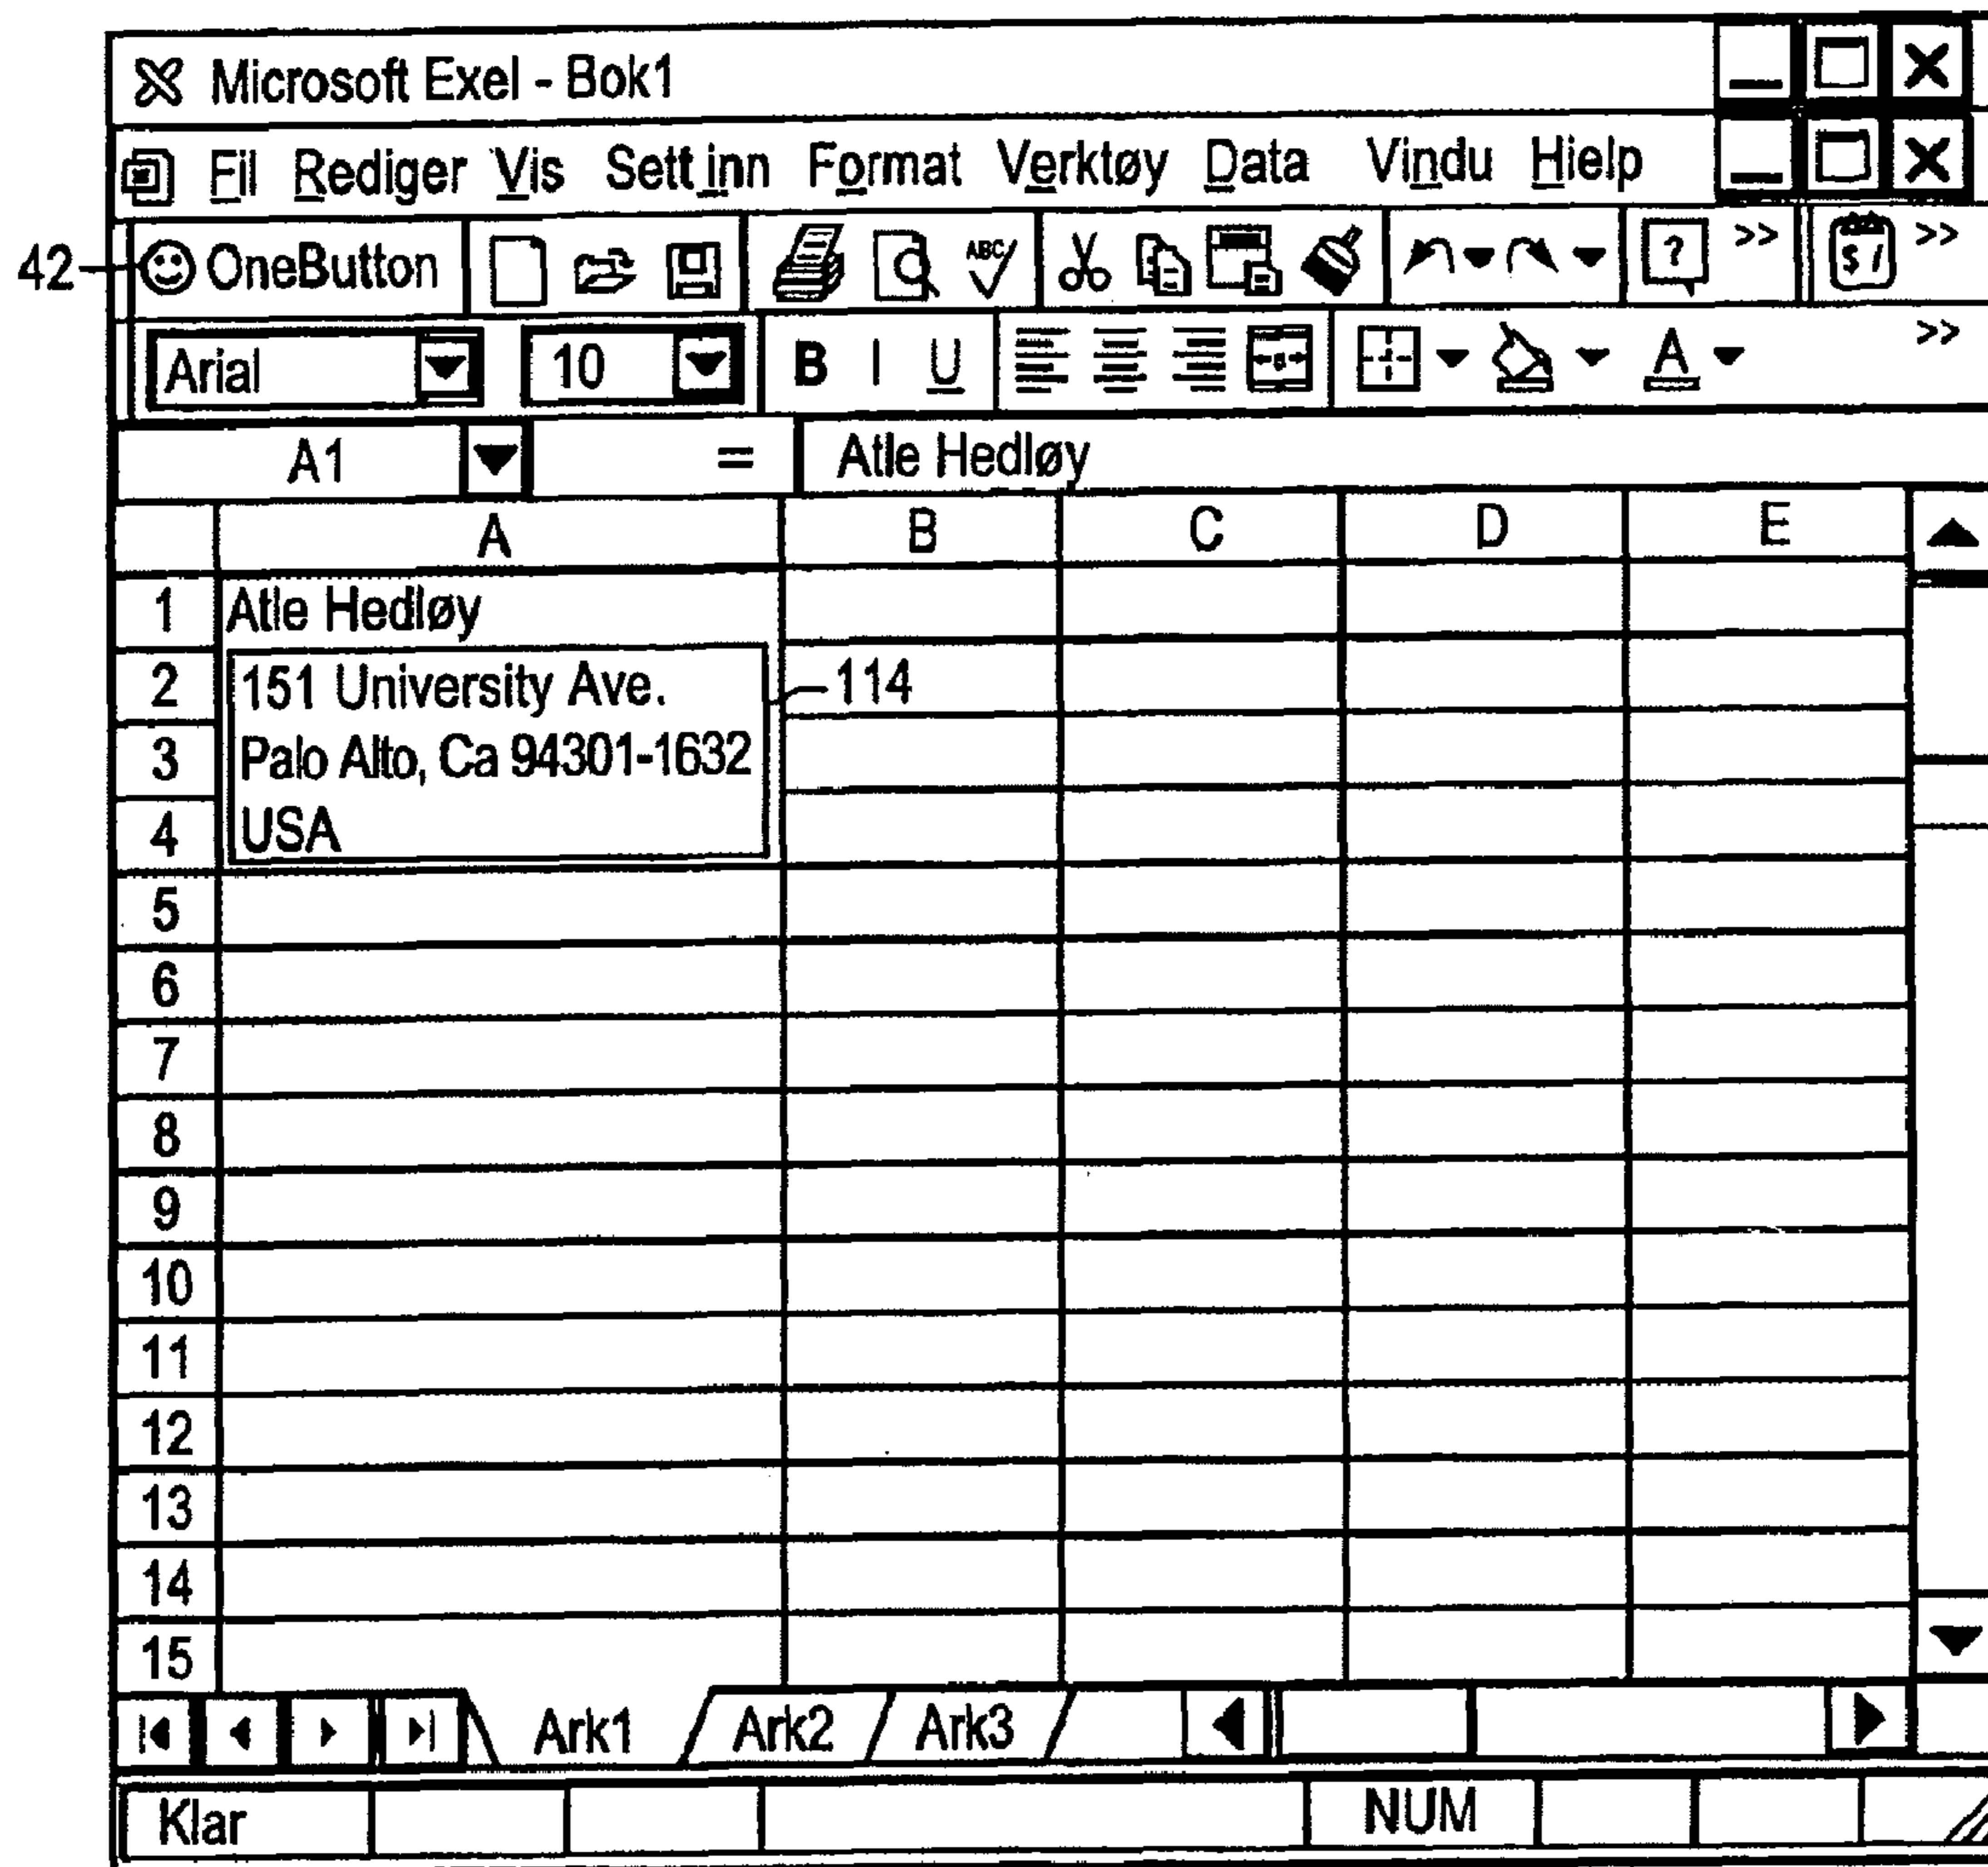 Microsoft Exel - Bok1
Fil Rediger Vis Sett inn Format Verktøy Data Vindu Hielp
42 OneButton ABC ? >> $ / >>
Arial 10 B I U A >>
A1 = Atle Hedløy
A B C D E
1 Atle Hedløy
2 151 University Ave. 114
3 Palo Alto, Ca 94301-1632
4 USA
5
6
7
8
9
10
11
12
13
14
15
Ark1 Ark2 Ark3
Klar NUM